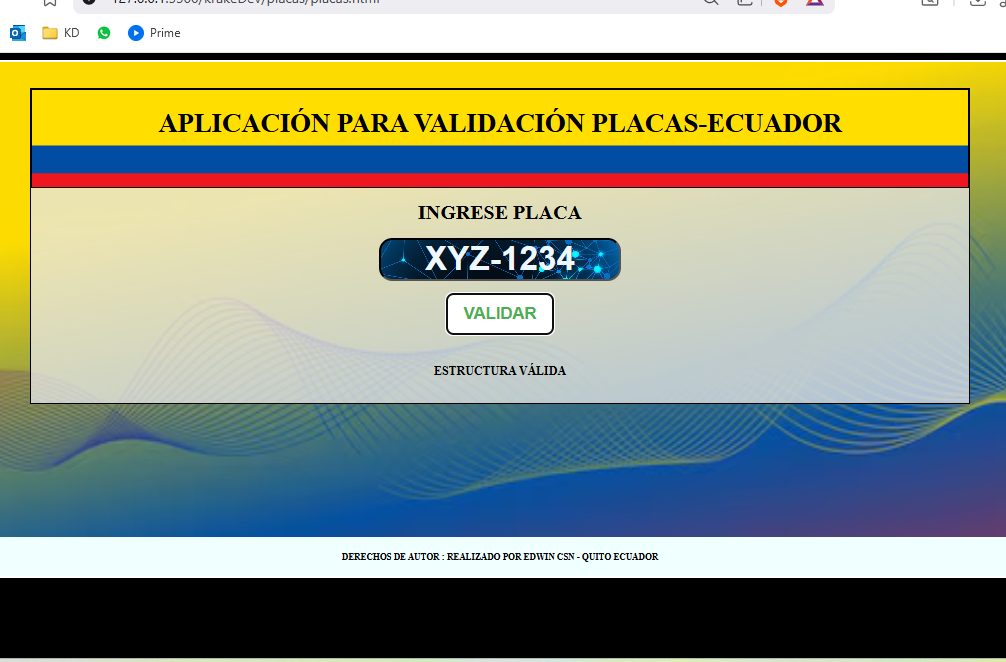 KD
Prime
APLICACIÓN PARA VALIDACIÓN PLACAS-ECUADOR
INGRESE PLACA
XYZ-1234
VALIDAR
ESTRUCTURA VÁLIDA
DERECHOS DE AUTOR : REALIZADO POR EDWIN CSN - QUITO ECUADOR